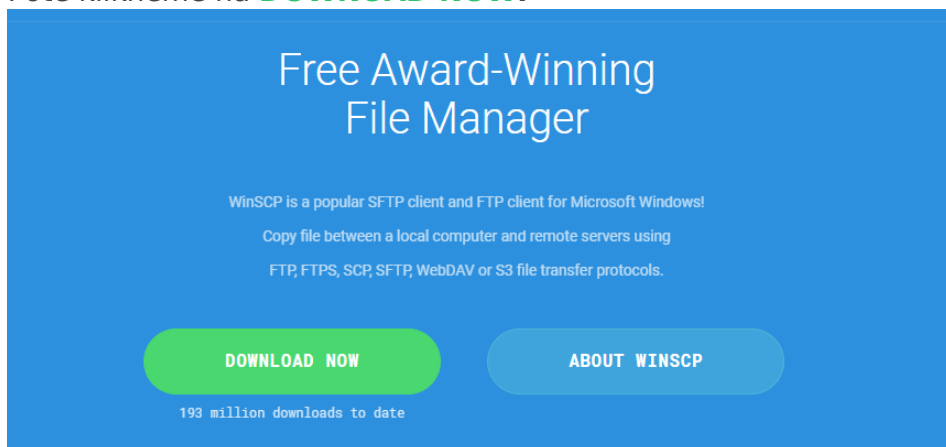 DOWNLOAD NOW.
Free Award-Winning
File Manager
WinSCP is a popular SFTP client and FTP client for Microsoft Windows!
Copy file between a local computer and remote servers using
FTP, FTPS, SCP, SFTP, WebDAV or S3 file transfer protocols.
DOWNLOAD NOW
ABOUT WINSCP
193 million downloads to date